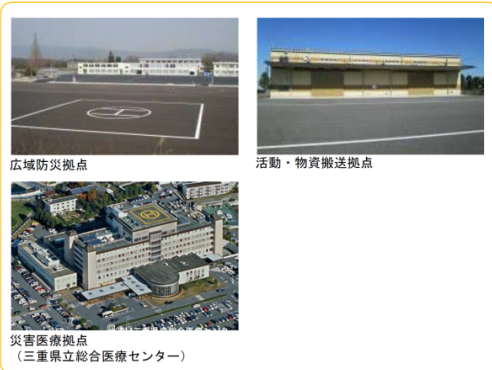 広域防災拠点
活動・物資搬送拠点
災害医療拠点
（三重県立総合医療センター）